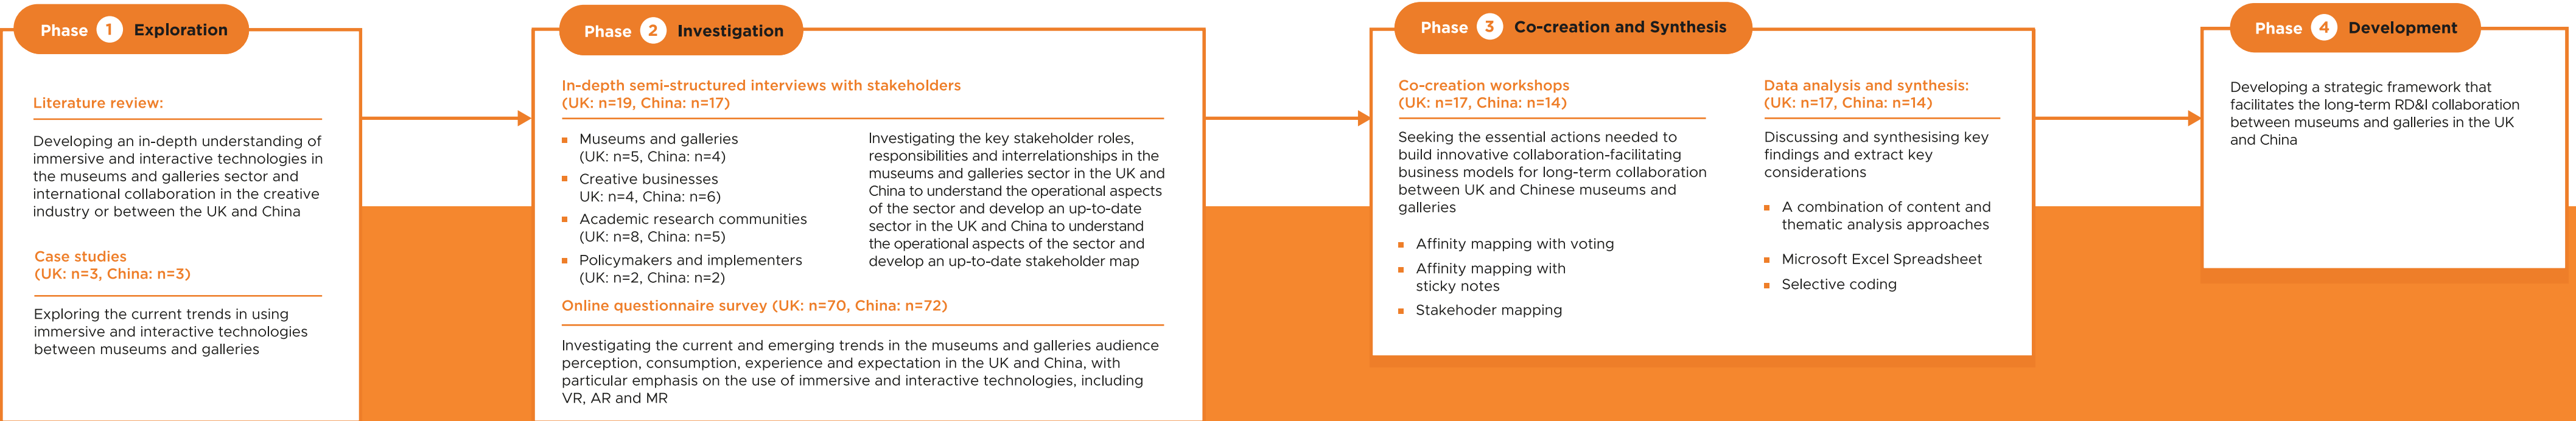 Phase 1 Exploration
Literature review:
Developing an in-depth understanding of
immersive and interactive technologies in
the museums and galleries sector and
international collaboration in the creative
industry or between the UK and China
Case studies
(UK: n=3, China: n=3)
Exploring the current trends in using
immersive and interactive technologies
between museums and galleries
Phase 2 Investigation
In-depth semi-structured interviews with stakeholders
(UK: n=19, China: n=17)
Museums and galleries
(UK: n=5, China: n=4)
Creative businesses
UK: n=4, China: n=6)
Academic research communities
(UK: n=8, China: n=5)
Policymakers and implementers
(UK: n=2, China: n=2)
Investigating the key stakeholder roles,
responsibilities and interrelationships in the
museums and galleries sector in the UK and
China to understand the operational aspects
of the sector and develop an up-to-date
sector in the UK and China to understand
the operational aspects of the sector and
develop an up-to-date stakeholder map
Online questionnaire survey (UK: n=70, China: n=72)
Investigating the current and emerging trends in the museums and galleries audience
perception, consumption, experience and expectation in the UK and China, with
particular emphasis on the use of immersive and interactive technologies, including
VR, AR and MR
Phase 3 Co-creation and Synthesis
Co-creation workshops
(UK: n=17, China: n=14)
Seeking the essential actions needed to
build innovative collaboration-facilitating
business models for long-term collaboration
between UK and Chinese museums and
galleries
Affinity mapping with voting
Affinity mapping with
sticky notes
Stakehoder mapping
Data analysis and synthesis:
(UK: n=17, China: n=14)
Discussing and synthesising key
findings and extract key
considerations
A combination of content and
thematic analysis approaches
Microsoft Excel Spreadsheet
Selective coding
Phase 4 Development
Developing a strategic framework that
facilitates the long-term RD&I collaboration
between museums and galleries in the UK
and China